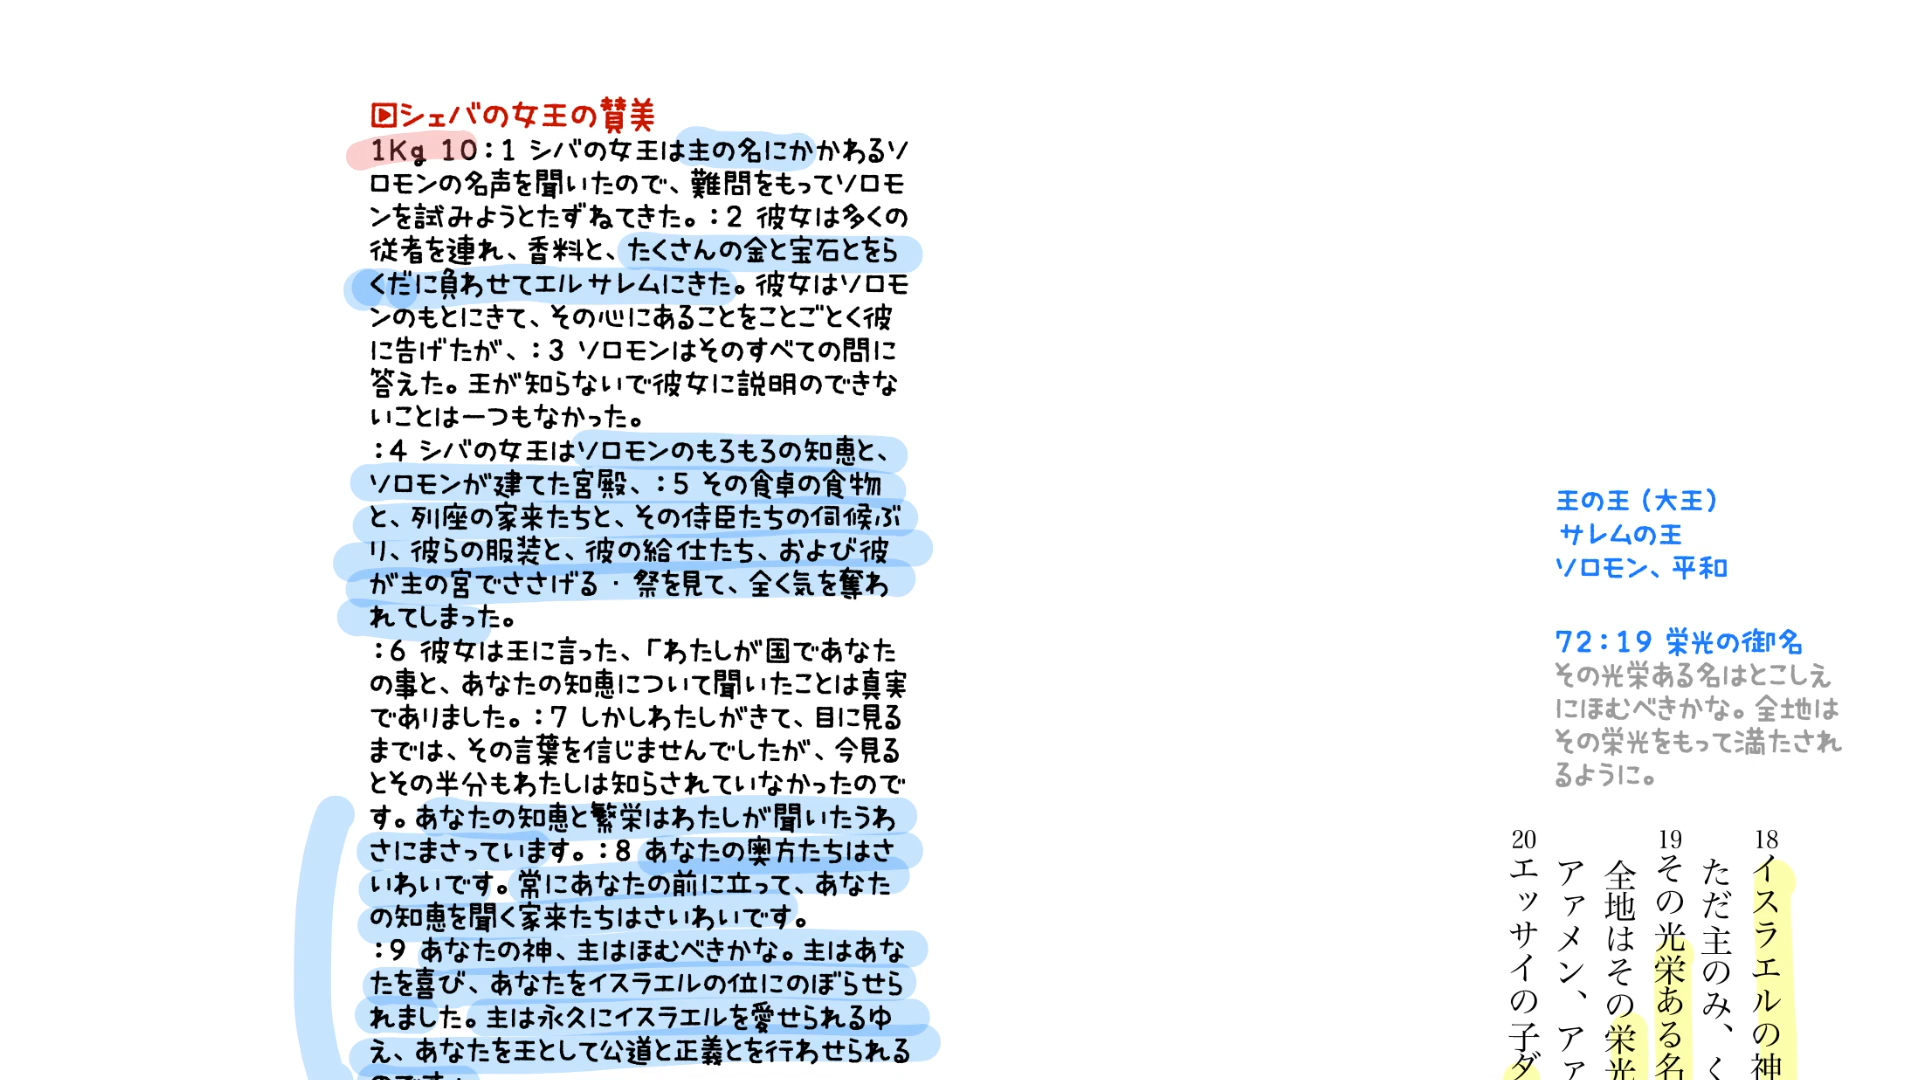 ▶シェバの女王の賛美
1Kg 10:1 シバの女王は主の名にかかわるソ
ロモンの名声を聞いたので、難問をもってソロモ
ンを試みようとたずねてきた。:2 彼女は多くの
従者を連れ、香料と、たくさんの金と宝石とをら
くだに負わせてエルサレムにきた。彼女はソロモ
ンのもとにきて、その心にあることをことごとく彼
に告げたが、:3 ソロモンはそのすべての問に
答えた。王が知らないで彼女に説明のできな
いことは一つもなかった。
:4 シバの女王はソロモンのもろもろの知恵と、
ソロモンが建てた宮殿、:5 その食卓の食物
と、列座の家来たちと、その侍臣たちの伺候ぶ
り、彼らの服装と、彼の給仕たち、および彼
が主の宮でささげる・祭を見て、全く気を奪わ
れてしまった。
:6 彼女は王に言った、「わたしが国であなた
の事と、あなたの知恵について聞いたことは真実
でありました。:7 しかしわたしがきて、目に見る
までは、その言葉を信じませんでしたが、今見る
とその半分もわたしは知らされていなかったので
す。あなたの知恵と繁栄はわたしが聞いたうわ
さにまさっています。:8 あなたの奥方たちはさ
いわいです。常にあなたの前に立って、あなた
の知恵を聞く家来たちはさいわいです。
:9 あなたの神、主はほむべきかな。主はあな
たを喜び、あなたをイスラエルの位にのぼらせら
れました。主は永久にイスラエルを愛せられるゆ
え、あなたを王として公道と正義とを行わせられる
のです」
王の王（大王）
サレムの王
ソロモン、平和
72:19 栄光の御名
その光栄ある名はとこしえ
にほむべきかな。全地は
その栄光をもって満たされ
るように。
18 イスラエルの神
ただ主のみ、く
19 その光栄ある名
全地はその栄光
アァメン、アァ
20 エッサイの子ダ